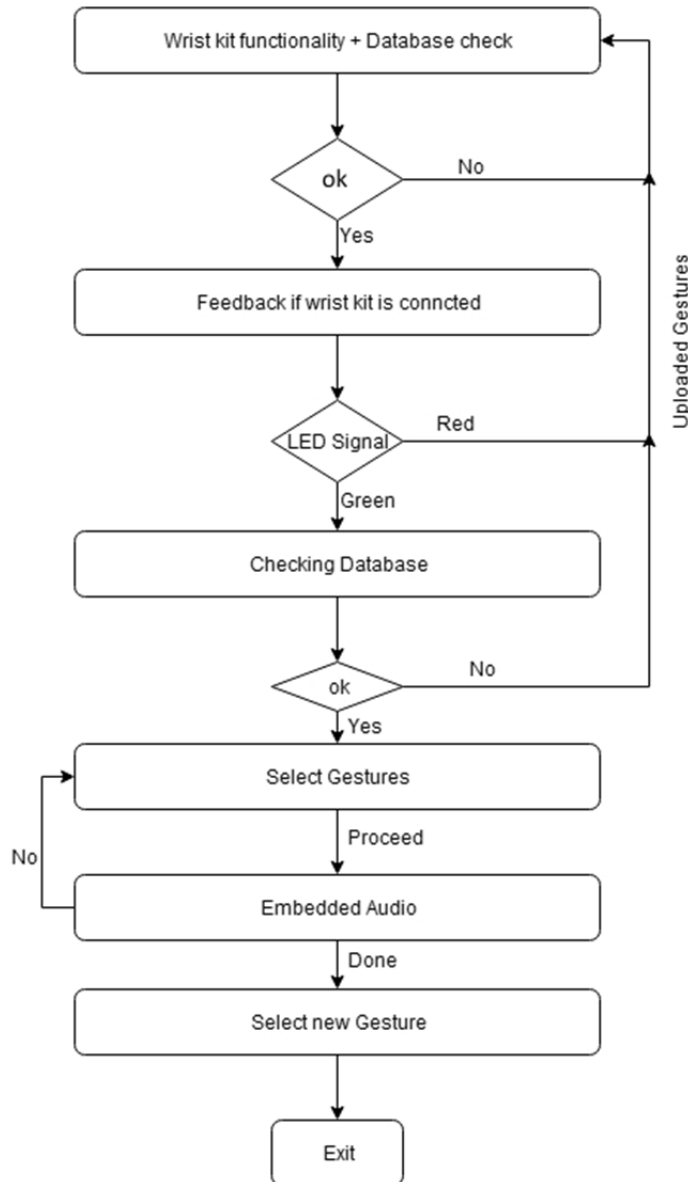 Wrist kit functionality + Database check
ok
No
Yes
Feedback if wrist kit is conncted
Uploaded Gestures
LED Signal
Red
Green
Checking Database
ok
No
Yes
Select Gestures
Proceed
No
Embedded Audio
Done
Select new Gesture
Exit